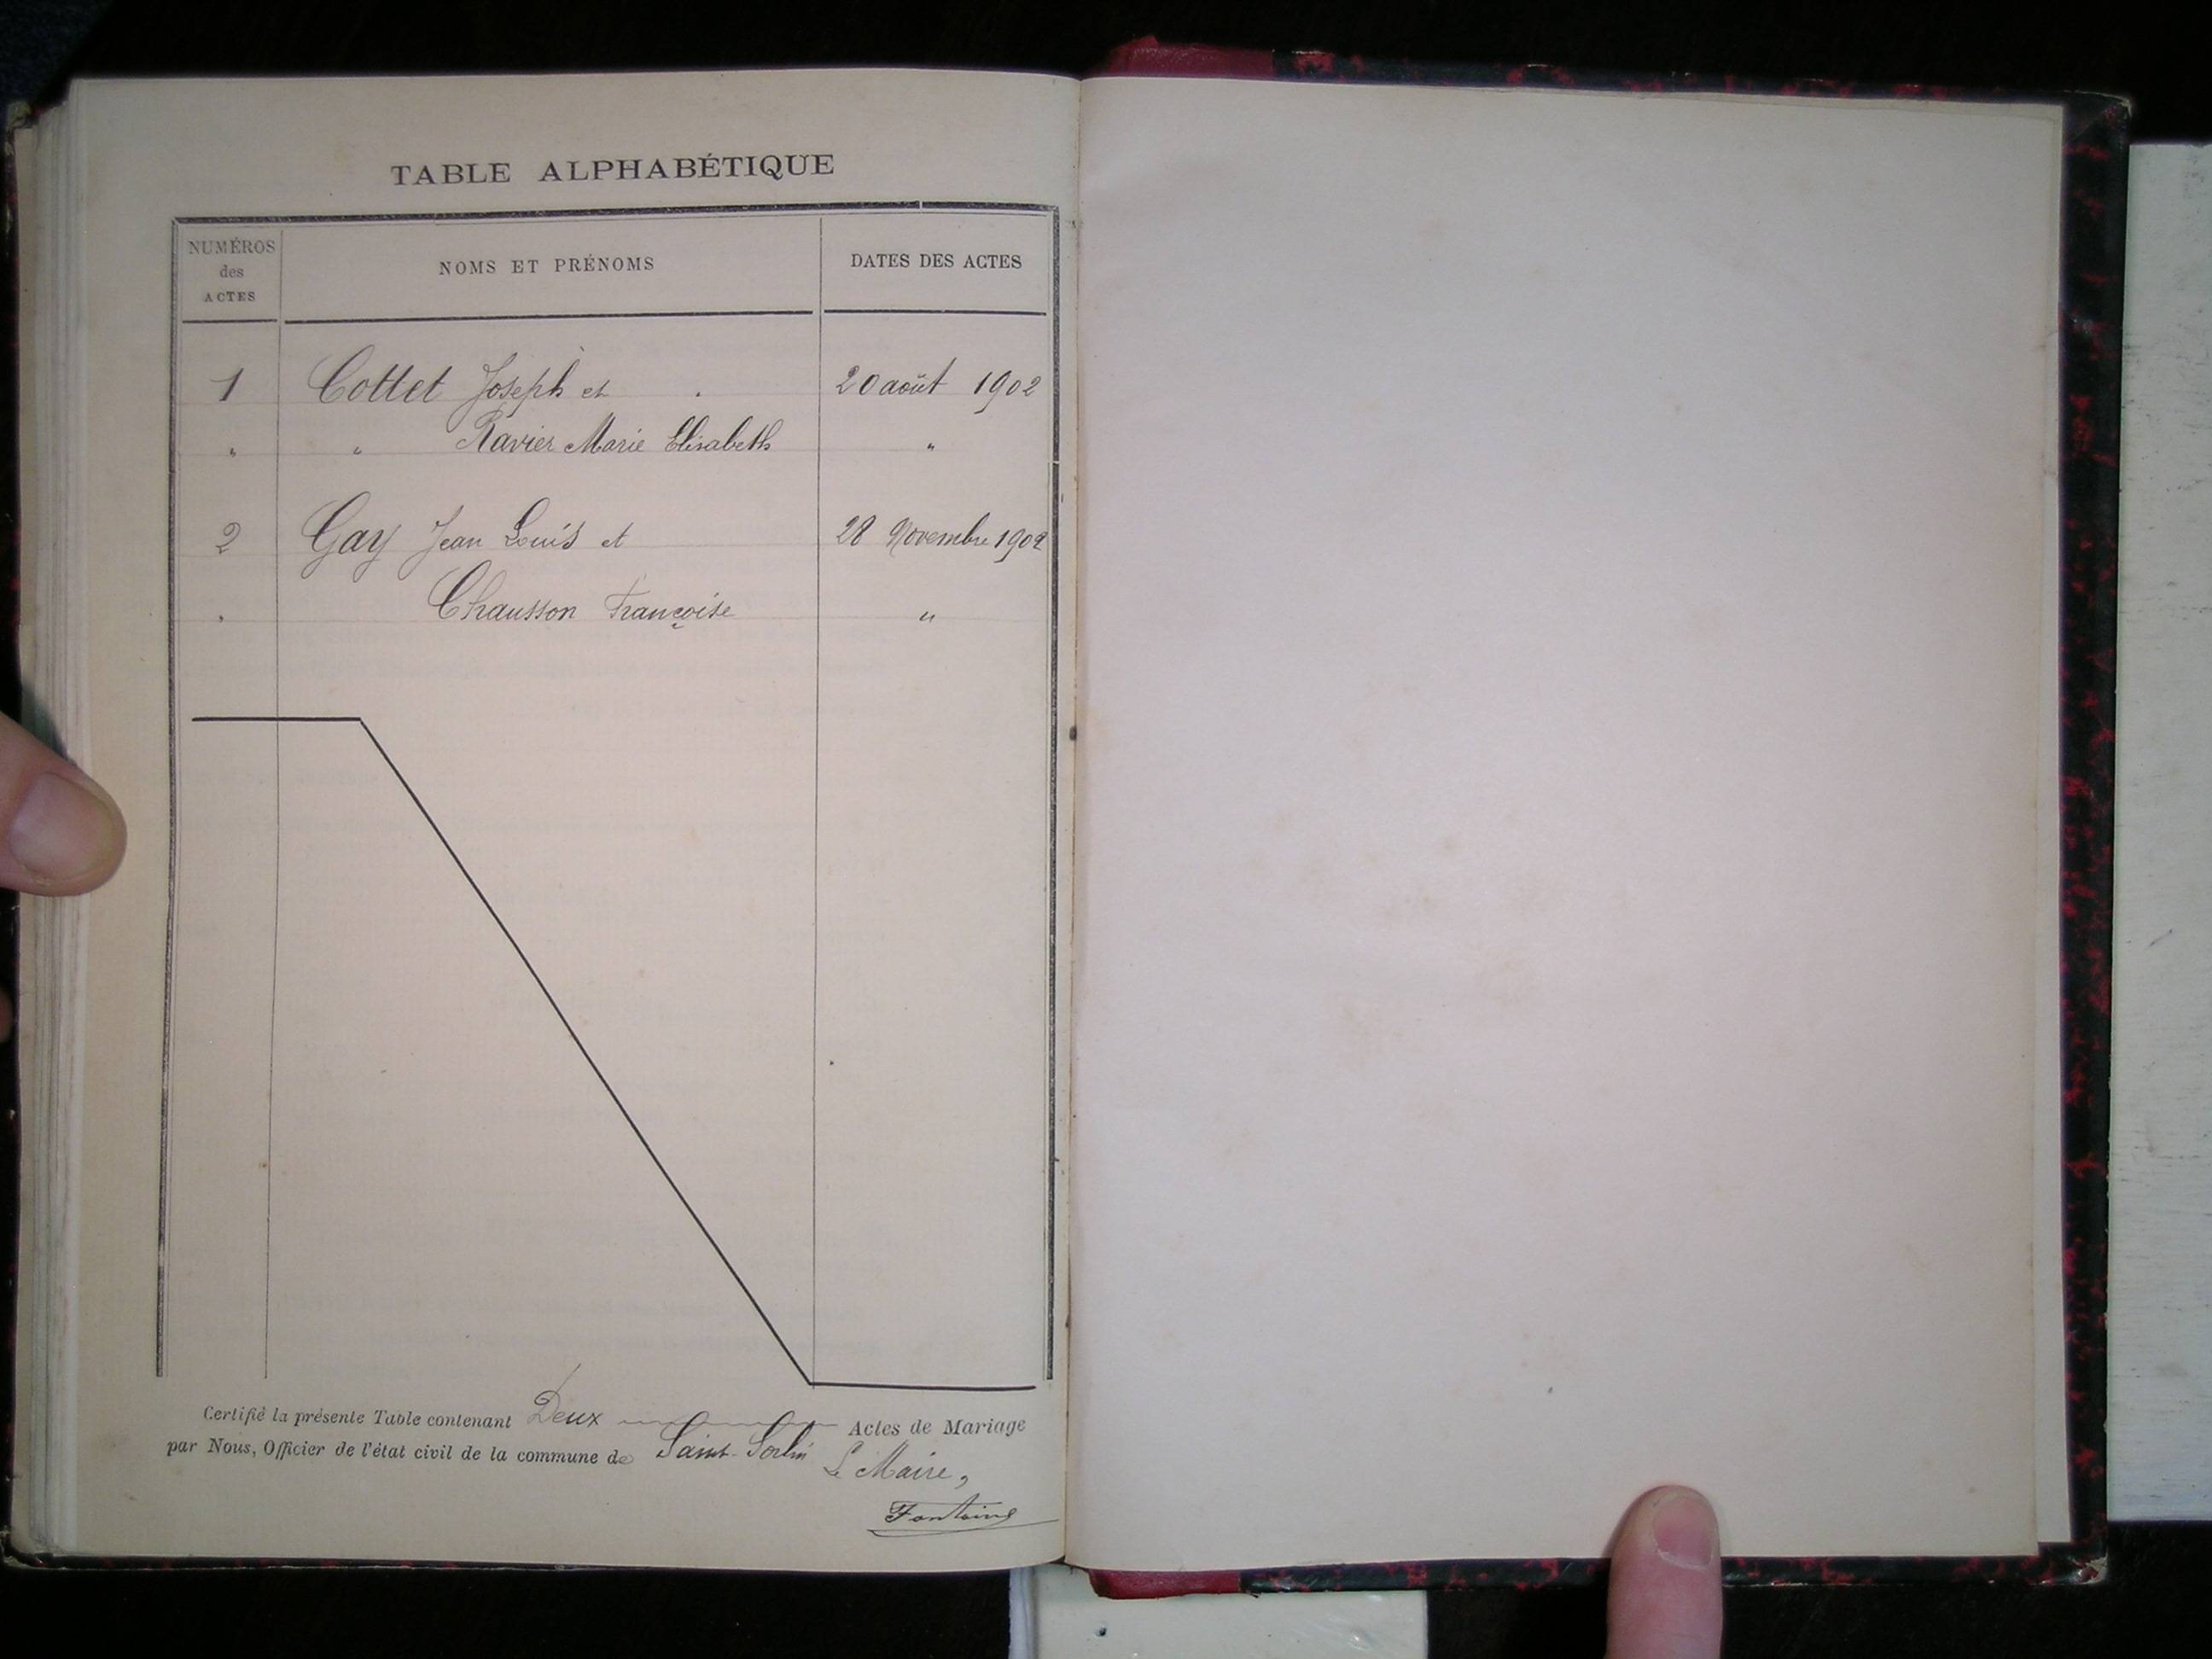 TABLE ALPHABÉTIQUE
NUMÉROS des ACTES
NOMS ET PRÉNOMS
DATES DES ACTES
1 Cottet Joseph et 20 août 1902
" " Ravier Marie Elisabeth "
2 Gay Jean Louis et 28 Novembre 1902
" Chausson Françoise "
Certifié la présente Table contenant Deux Actes de Mariage
par Nous, Officier de l'état civil de la commune de Saint-Sorlin
Le Maire,
Fontaine